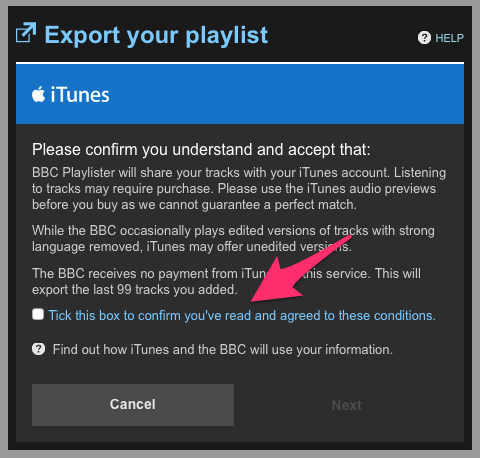 Export your playlist
HELP
iTunes
Please confirm you understand and accept that:
BBC Playlister will share your tracks with your iTunes account. Listening
to tracks may require purchase. Please use the iTunes audio previews
before you buy as we cannot guarantee a perfect match.
While the BBC occasionally plays edited versions of tracks with strong
language removed, iTunes may offer unedited versions.
The BBC receives no payment from iTunes this service. This will
export the last 99 tracks you added.
Tick this box to confirm you've read and agreed to these conditions.
Find out how iTunes and the BBC will use your information.
Cancel
Next